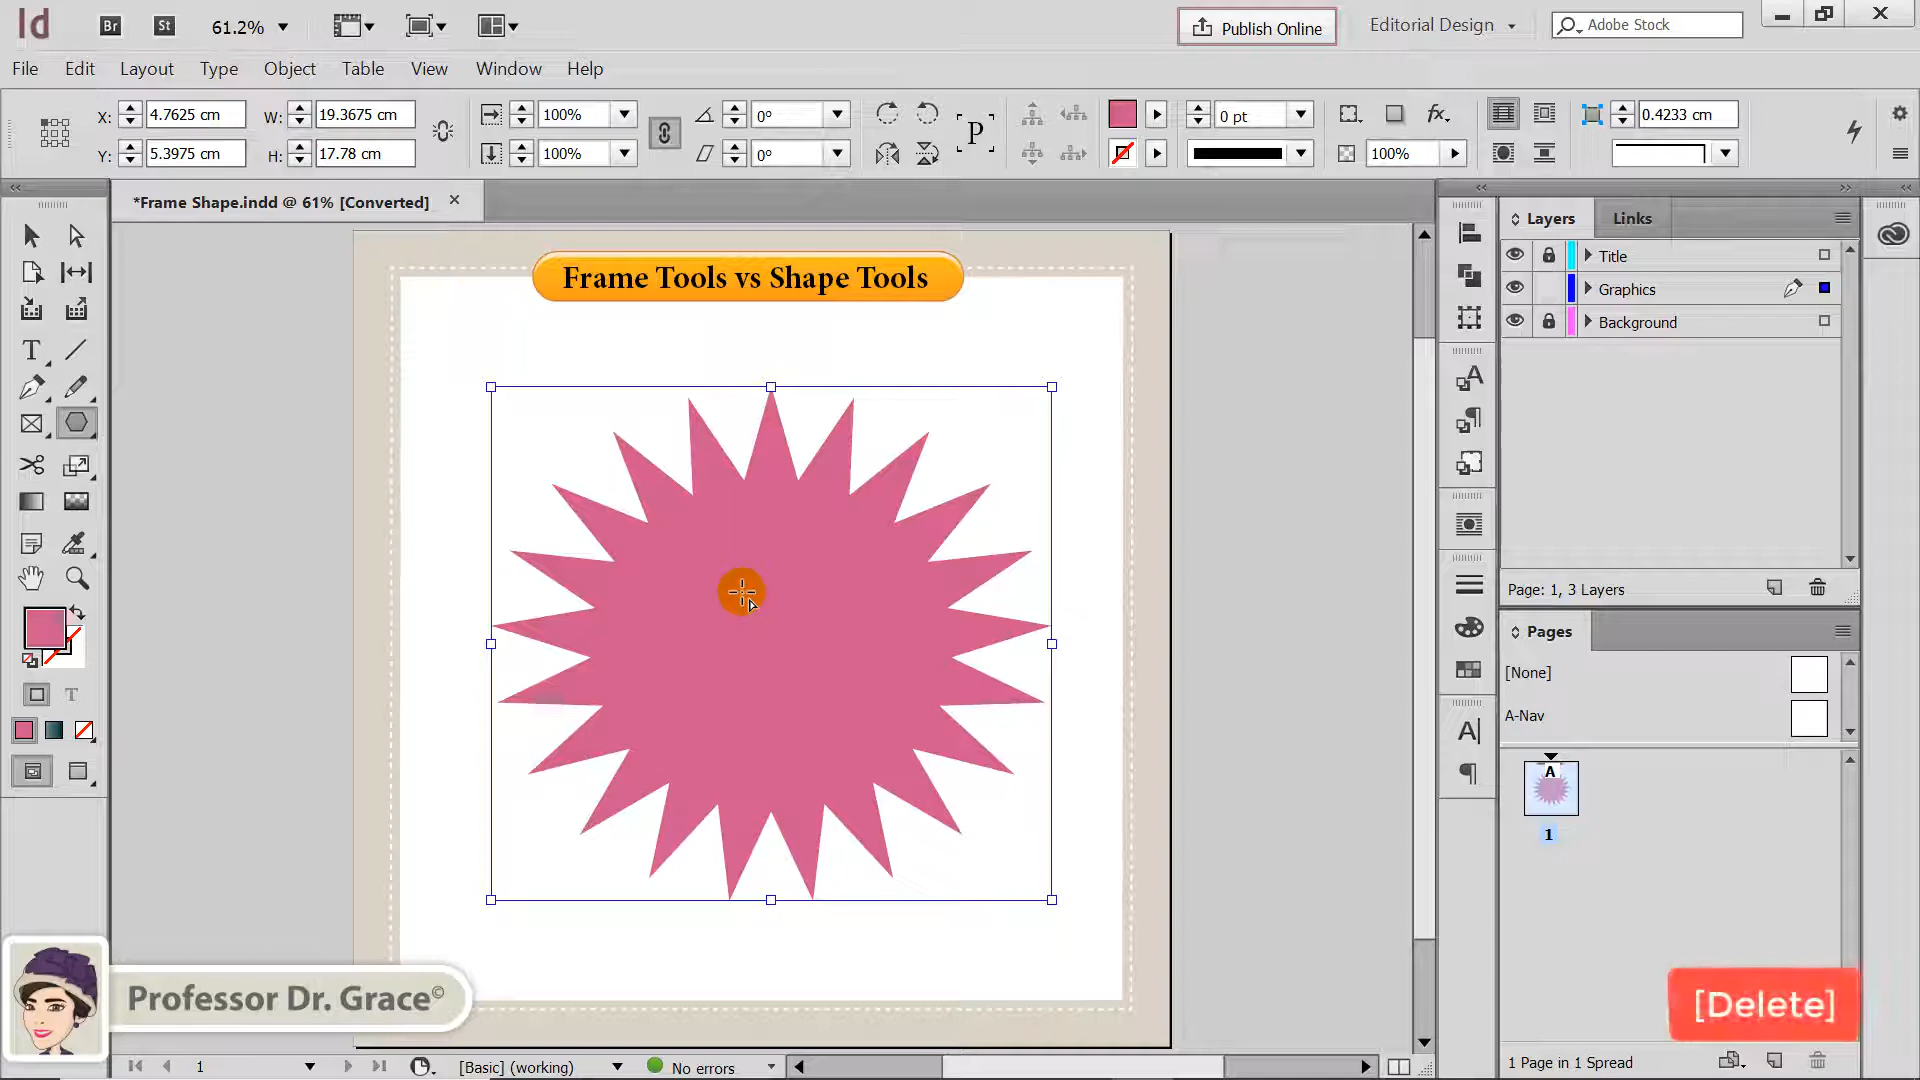 Id
Br
St
61.2%
Publish Online
Editorial Design
Adobe Stock
File Edit Layout Type Object Table View Window Help
X: 4.7625 cm W: 19.3675 cm 100% 0° 0 pt fx. 0.4233 cm
P
Y: 5.3975 cm H: 17.78 cm 100% 0° 100%
*Frame Shape.indd @ 61% [Converted]
Frame Tools vs Shape Tools
Layers Links
Title
Graphics
Background
Page: 1, 3 Layers
Pages
[None]
A-Nav
A
1
T
T
A
A
Professor Dr. Grace©
[Delete]
1 [Basic] (working) No errors
1 Page in 1 Spread